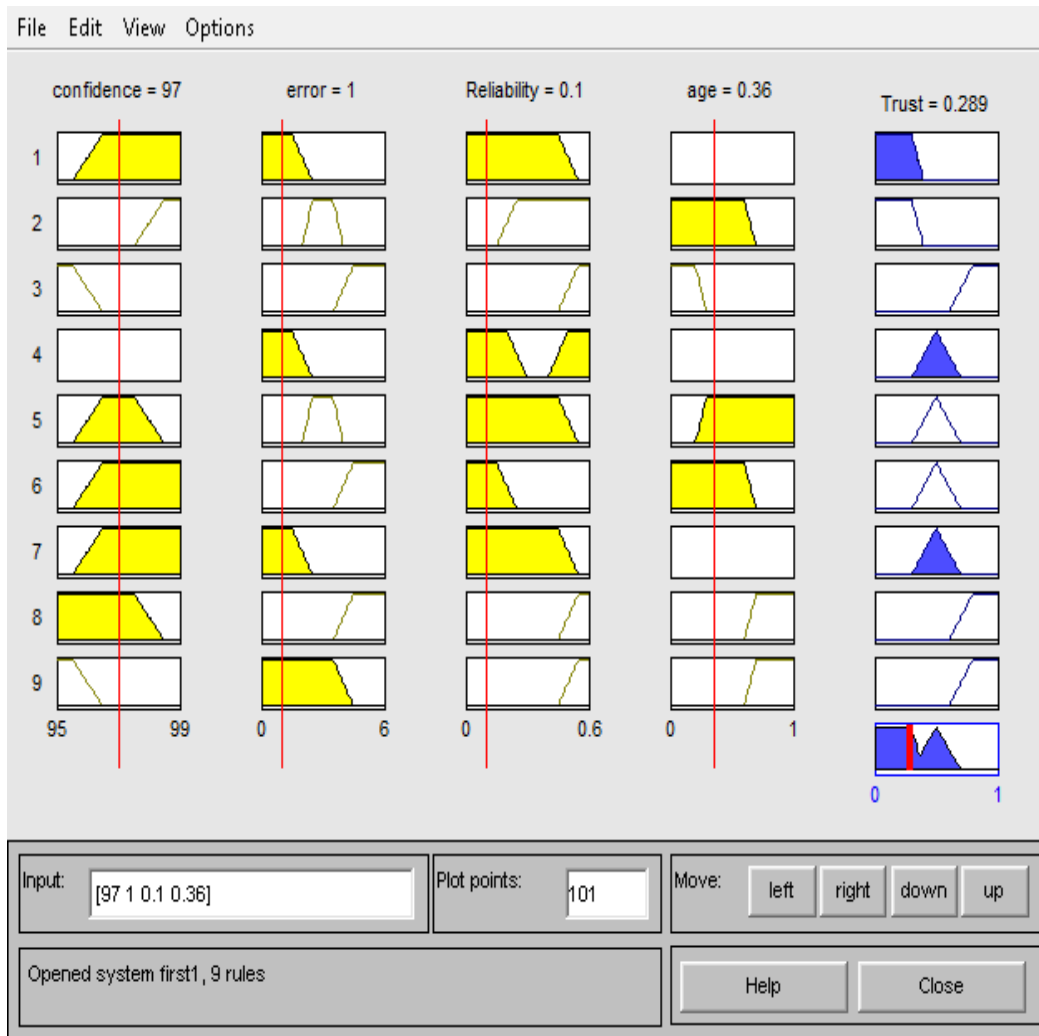 File Edit View Options
confidence = 97 error = 1 Reliability = 0.1 age = 0.36 Trust = 0.289
1
2
3
4
5
6
7
8
9
95 99 0 6 0 0.6 0 1
0 1
Input: [97 1 0.1 0.36] Plot points: 101 Move: left right down up
Opened system first1, 9 rules Help Close